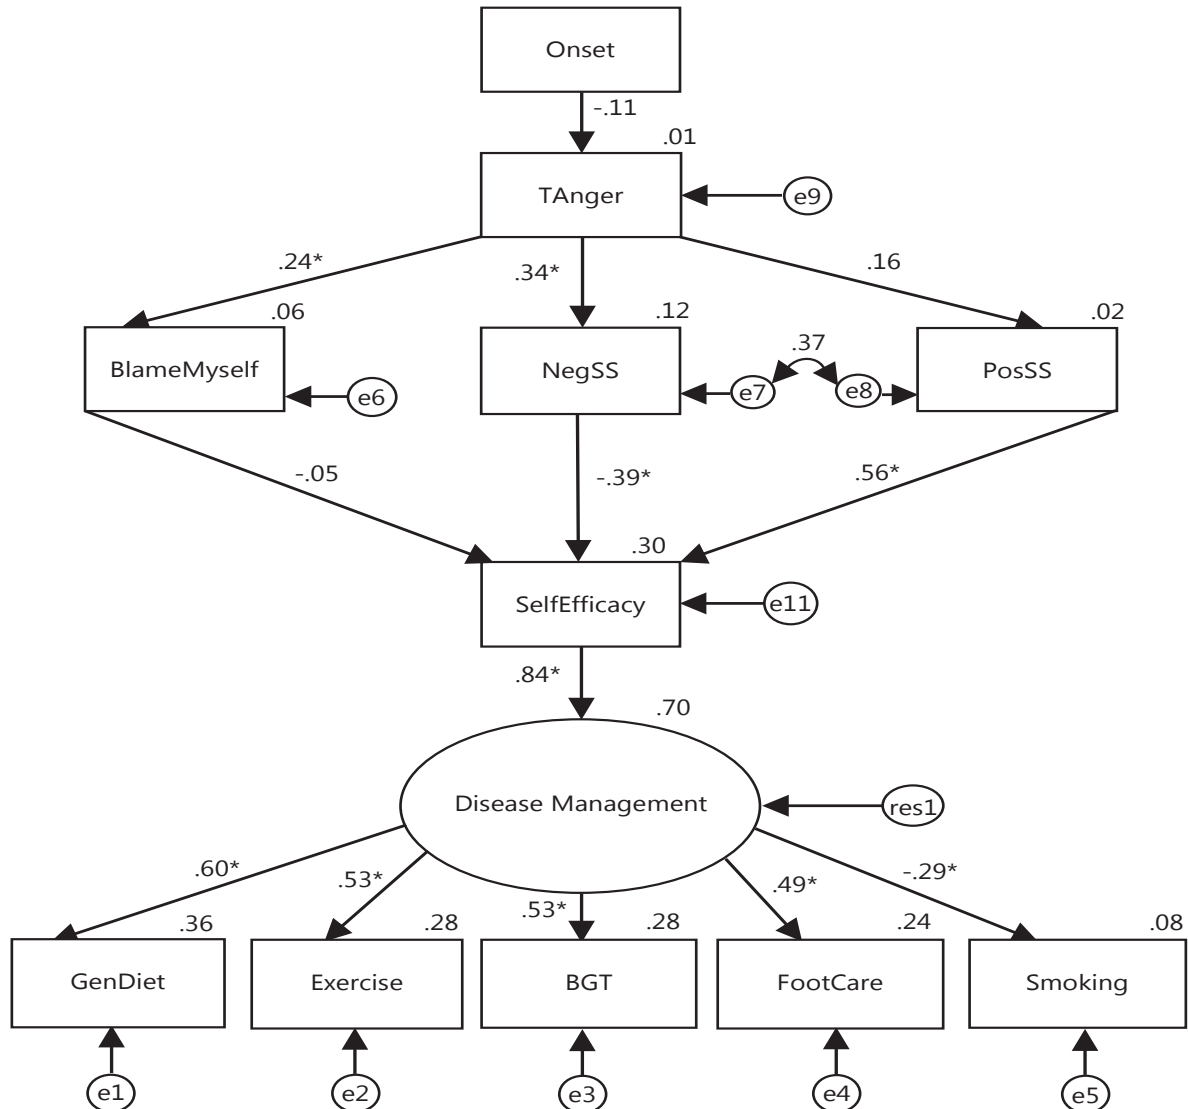 Onset
-.11
.01
TAnger
e9
.24*
.34*
.16
.06
.12
.02
.37
BlameMyself
NegSS
PosSS
e6
e7
e8
-.05
-.39*
.56*
.30
SelfEfficacy
e11
.84*
.70
Disease Management
res1
.60*
.53*
.53*
.49*
-.29*
.36
.28
.28
.24
.08
GenDiet
Exercise
BGT
FootCare
Smoking
e1
e2
e3
e4
e5